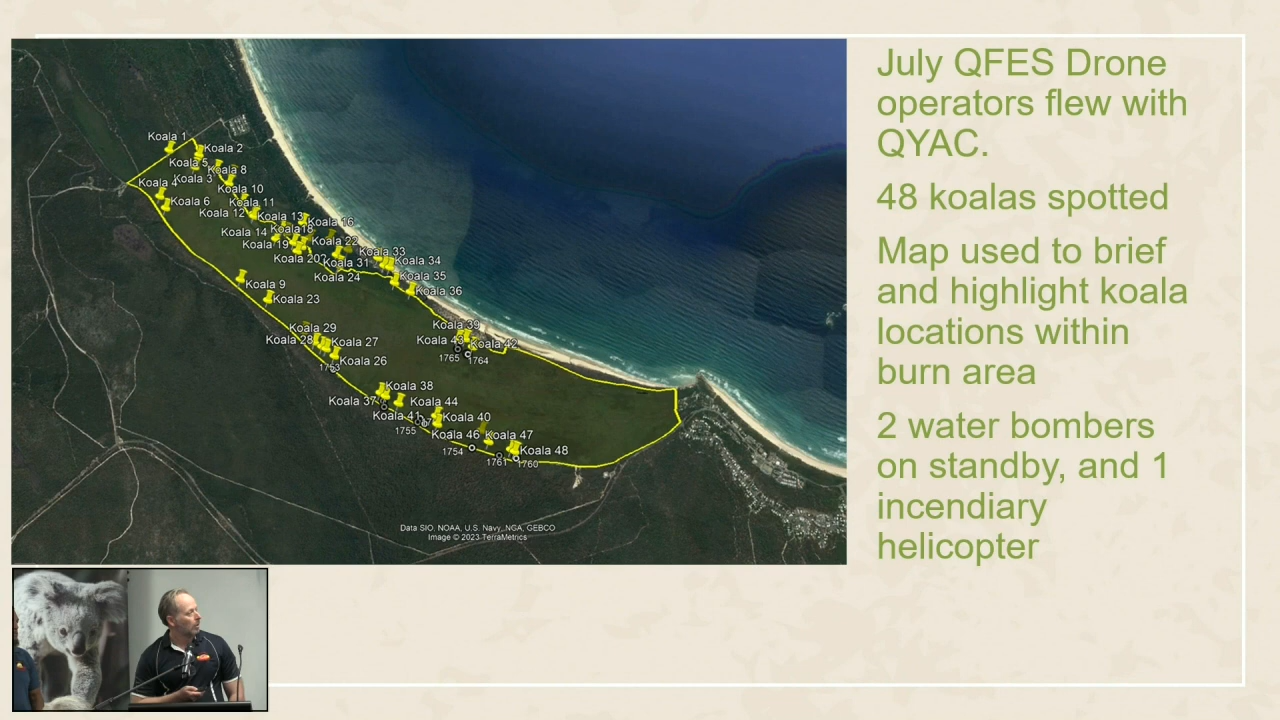 July QFES Drone
operators flew with
QYAC.
48 koalas spotted
Map used to brief
and highlight koala
locations within
burn area
2 water bombers
on standby, and 1
incendiary
helicopter
Koala 1
Koala 2
Koala 5
Koala 8
Koala 3
Koala 4
Koala 10
Koala 6
Koala 11
Koala 12
Koala 13
Koala 16
Koala 14
Koala18
Koala 19
Koala 22
Koala 20
Koala 31
Koala 33
Koala 34
Koala 24
Koala 35
Koala 9
Koala 36
Koala 23
Koala 29
Koala 39
Koala 28
Koala 27
Koala 43
Koala 42
1765
1764
Koala 26
1753
Koala 38
Koala 37
Koala 44
Koala 41
Koala 40
1755
Koala 46
Koala 47
1754
Koala 48
1761
1760
Data SIO, NOAA, U.S. Navy, NGA, GEBCO
Image © 2023 TerraMetrics